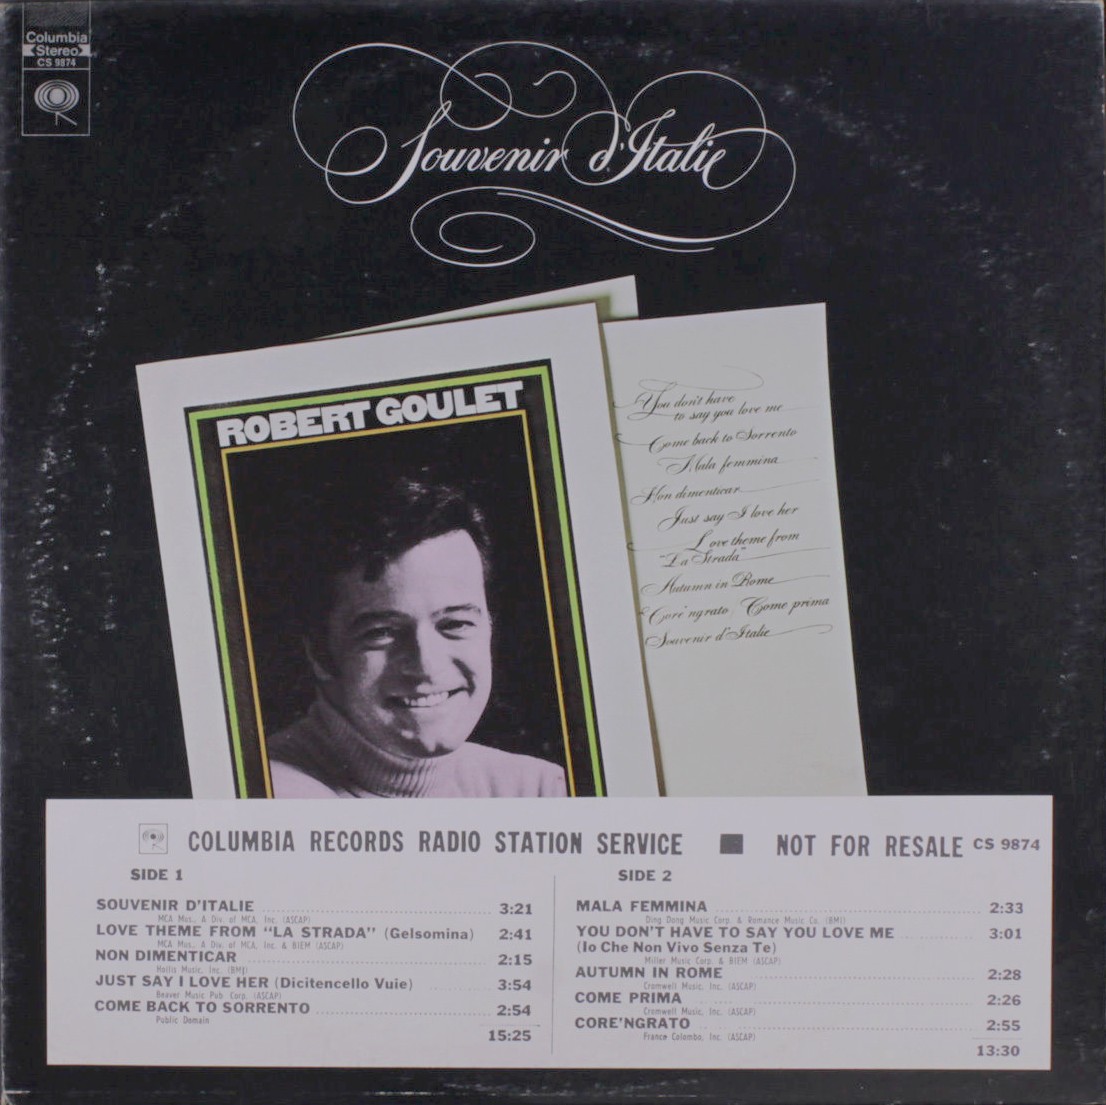 Columbia
Stereo
CS 9874
Souvenir d'Italie
ROBERT GOULET
You don't have
to say you love me
Come back to Sorrento
Mala femmina
Non dimenticar
Just say I love her
Love theme from
"La Strada"
Autumn in Rome
Core'ngrato Come prima
Souvenir d'Italie
COLUMBIA RECORDS RADIO STATION SERVICE ■ NOT FOR RESALE CS 9874
SIDE 1
SOUVENIR D'ITALIE 3:21
MCA Mus., A Div. of MCA, Inc. (ASCAP)
LOVE THEME FROM “LA STRADA” (Gelsomina) 2:41
MCA Mus., A Div. of MCA, Inc. & BIEM (ASCAP)
NON DIMENTICAR 2:15
Hollis Music, Inc. (BMI)
JUST SAY I LOVE HER (Dicitencello Vuie) 3:54
Beaver Music Pub. Corp. (ASCAP)
COME BACK TO SORRENTO 2:54
Public Domain
15:25
SIDE 2
MALA FEMMINA 2:33
Ding Dong Music Corp. & Romance Music Co. (BMI)
YOU DON'T HAVE TO SAY YOU LOVE ME 3:01
(Io Che Non Vivo Senza Te)
Miller Music Corp. & BIEM (ASCAP)
AUTUMN IN ROME 2:28
Cromwell Music, Inc. (ASCAP)
COME PRIMA 2:26
Cromwell Music, Inc. (ASCAP)
CORE'NGRATO 2:55
France Colombo, Inc. (ASCAP)
13:30